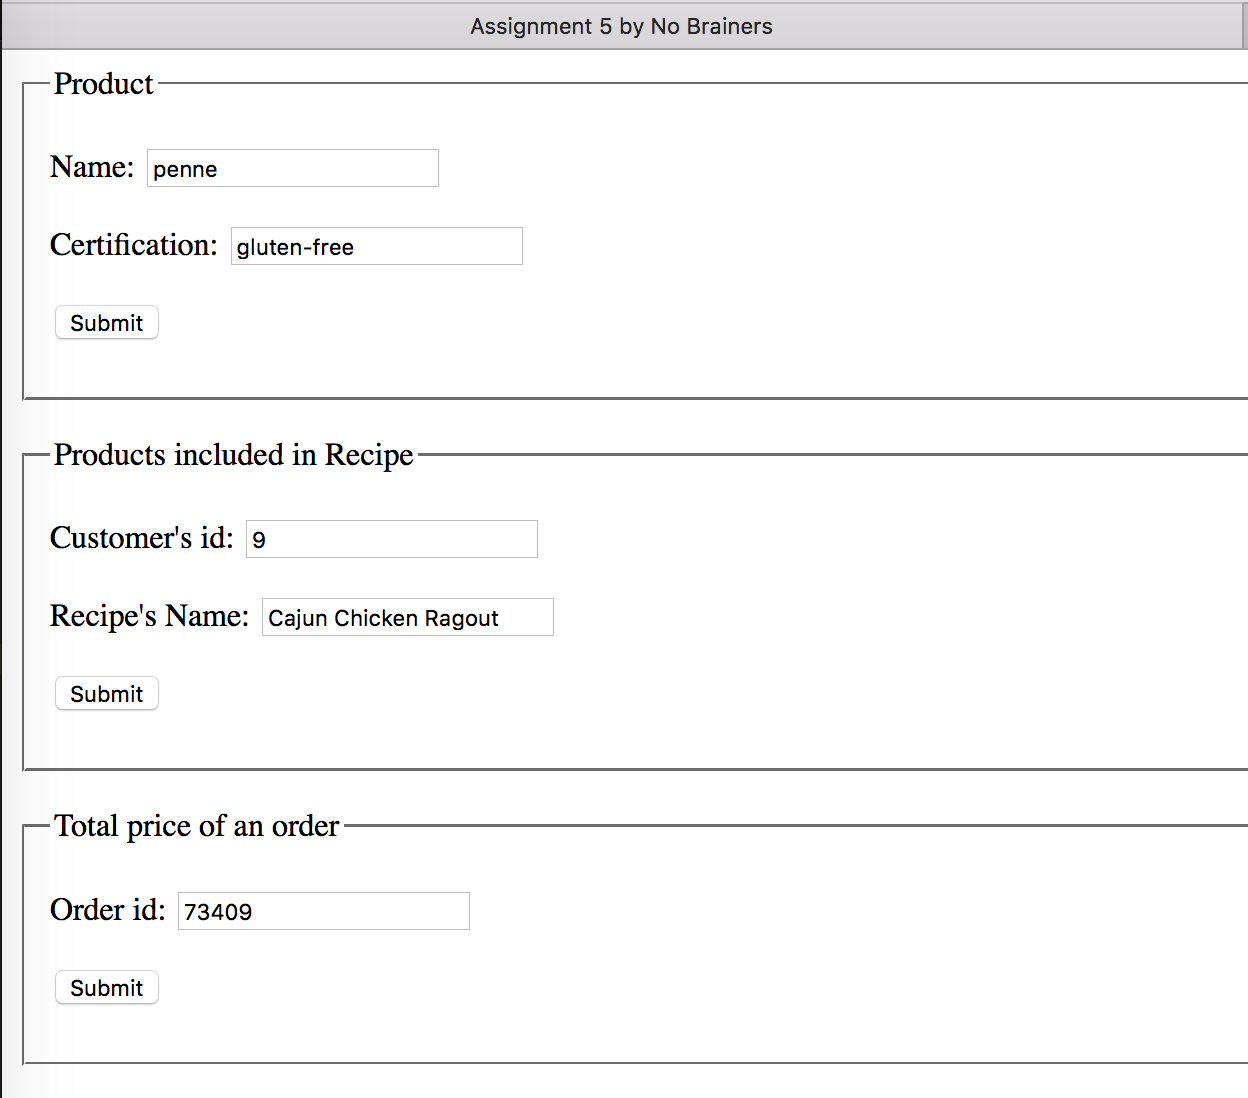 Assignment 5 by No Brainers
Product
Name: penne
Certification: gluten-free
Submit
Products included in Recipe
Customer's id: 9
Recipe's Name: Cajun Chicken Ragout
Submit
Total price of an order
Order id: 73409
Submit